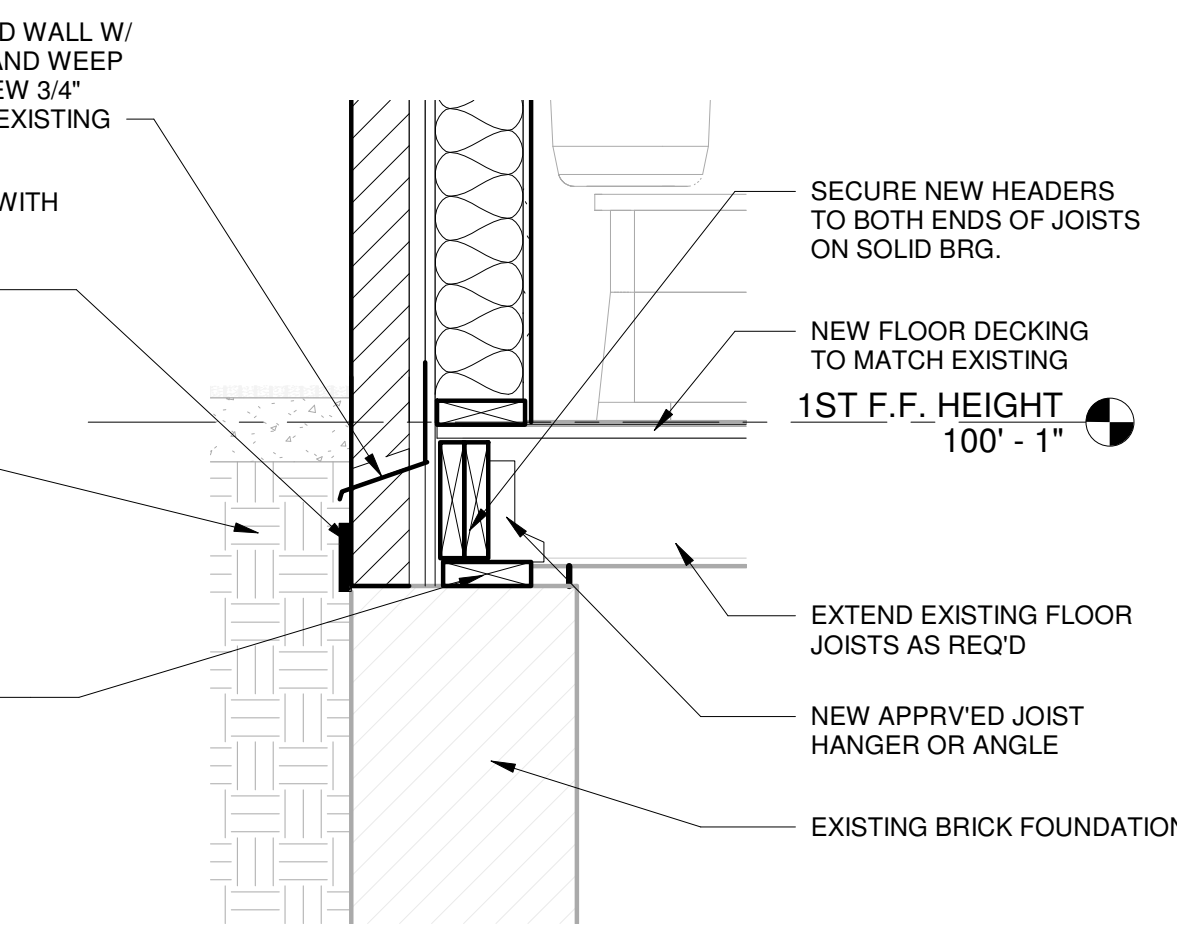 D WALL W/
AND WEEP
EW 3/4"
EXISTING
WITH
SECURE NEW HEADERS
TO BOTH ENDS OF JOISTS
ON SOLID BRG.
NEW FLOOR DECKING
TO MATCH EXISTING
1ST F.F. HEIGHT
100' - 1"
EXTEND EXISTING FLOOR
JOISTS AS REQ'D
NEW APPRV'ED JOIST
HANGER OR ANGLE
EXISTING BRICK FOUNDATION